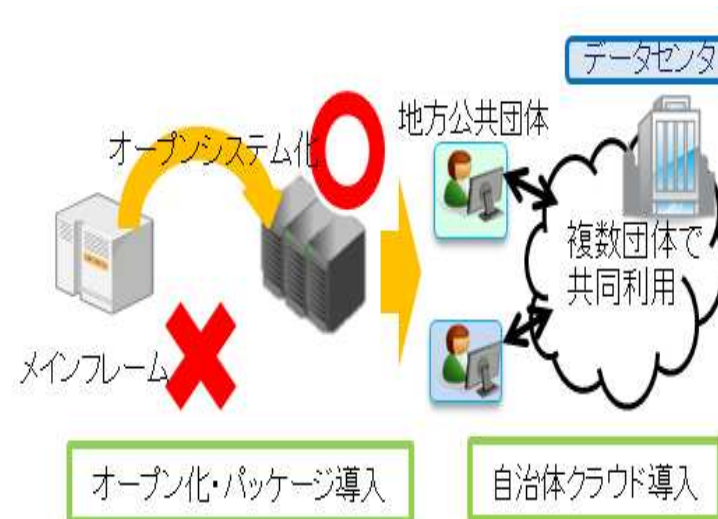 データセンタ
地方公共団体
オープンシステム化
複数団体で
共同利用
メインフレーム
オープン化・パッケージ導入
自治体クラウド導入